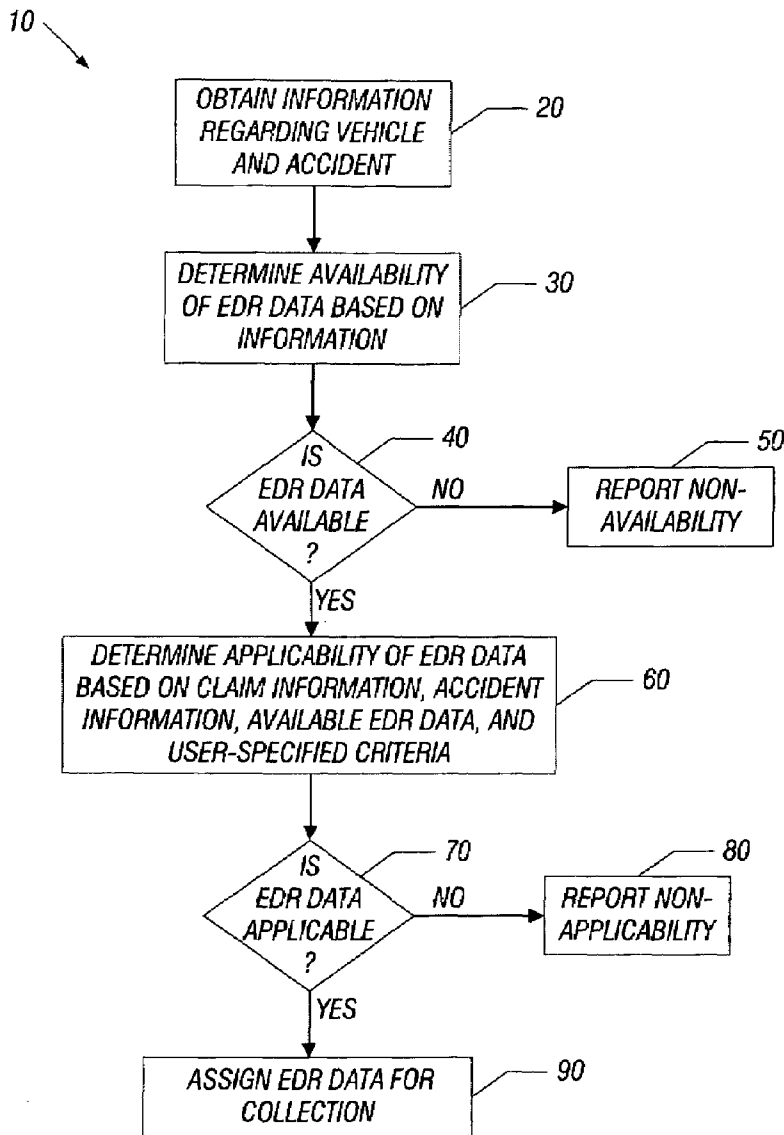 10
OBTAIN INFORMATION
REGARDING VEHICLE
AND ACCIDENT
20
DETERMINE AVAILABILITY
OF EDR DATA BASED ON
INFORMATION
30
IS
EDR DATA
AVAILABLE
?
40
NO
REPORT NON-
AVAILABILITY
50
YES
DETERMINE APPLICABILITY OF EDR DATA
BASED ON CLAIM INFORMATION, ACCIDENT
INFORMATION, AVAILABLE EDR DATA, AND
USER-SPECIFIED CRITERIA
60
IS
EDR DATA
APPLICABLE
?
70
NO
REPORT NON-
APPLICABILITY
80
YES
ASSIGN EDR DATA FOR
COLLECTION
90